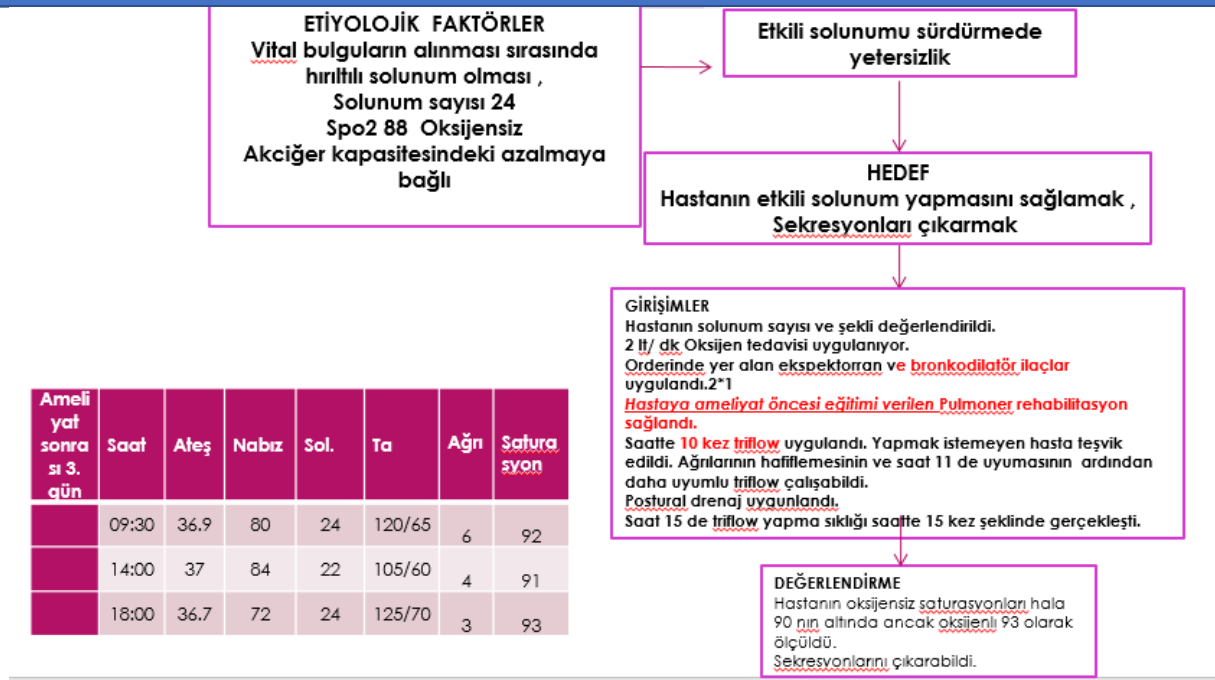 ETİYOLOJİK FAKTÖRLER
Vital bulguların alınması sırasında
hırıltılı solunum olması ,
Solunum sayısı 24
Spo2 88 Oksijensiz
Akciğer kapasitesindeki azalmaya
bağlı
Etkili solunumu sürdürmede
yetersizlik
HEDEF
Hastanın etkili solunum yapmasını sağlamak ,
Sekresyonları çıkarmak
GİRİŞİMLER
Hastanın solunum sayısı ve şekli değerlendirildi.
2 lt/ dk Oksijen tedavisi uygulanıyor.
Orderinde yer alan ekspektorran ve bronkodilatör ilaçlar
uygulandı.2*1
Hastaya ameliyat öncesi eğitimi verilen Pulmoner rehabilitasyon
sağlandı.
Saatte 10 kez triflow uygulandı. Yapmak istemeyen hasta teşvik
edildi. Ağrılarının hafiflemesinin ve saat 11 de uyumasının ardından
daha uyumlu triflow çalışabildi.
Postural drenaj uygunlandı.
Saat 15 de triflow yapma sıklığı saatte 15 kez şeklinde gerçekleşti.
Ameli
yat
sonra
sı 3.
gün
Saat Ateş Nabız Sol. Ta Ağrı Satura
syon
09:30 36.9 80 24 120/65 6 92
14:00 37 84 22 105/60 4 91
18:00 36.7 72 24 125/70 3 93
DEĞERLENDİRME
Hastanın oksijensiz saturasyonları hala
90 nın altında ancak oksijenli 93 olarak
ölçüldü.
Sekresyonlarını çıkarabildi.